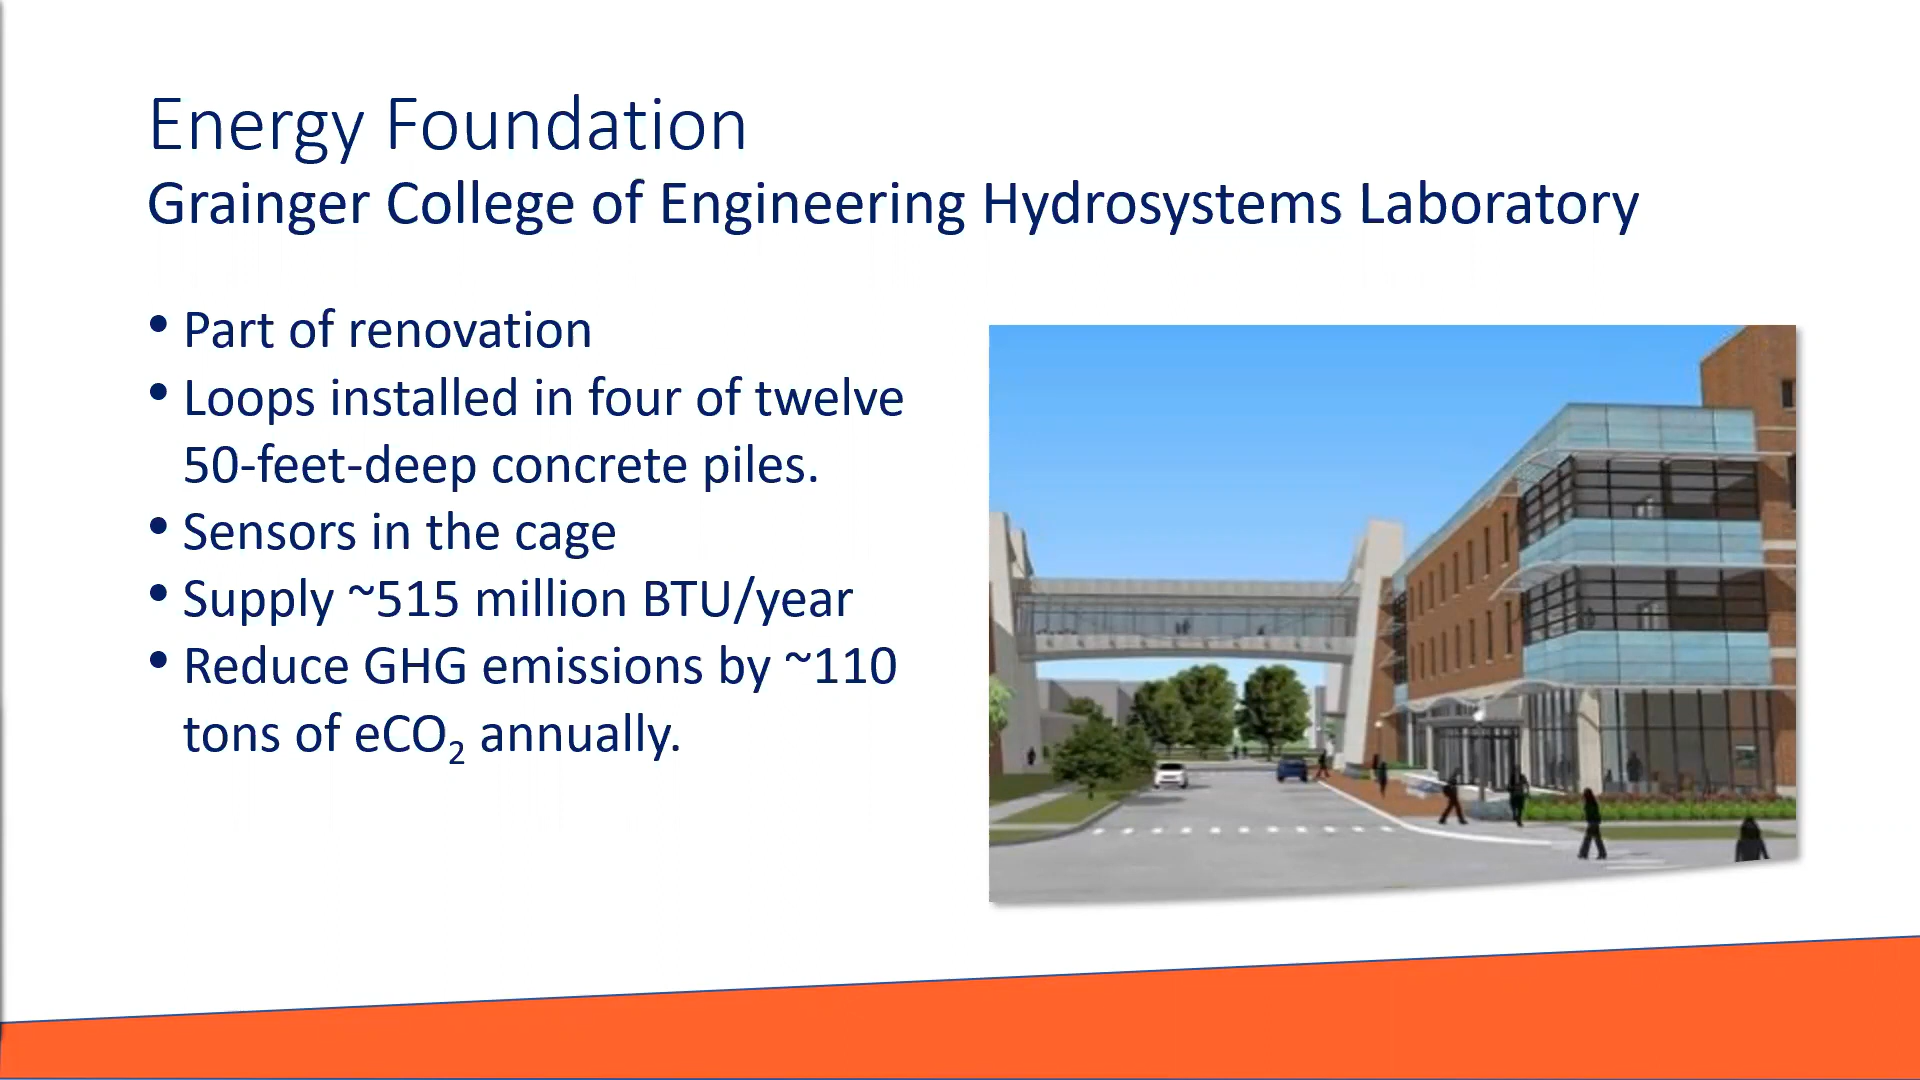 Energy Foundation
Grainger College of Engineering Hydrosystems Laboratory
• Part of renovation
• Loops installed in four of twelve
50-feet-deep concrete piles.
• Sensors in the cage
• Supply ~515 million BTU/year
• Reduce GHG emissions by ~110
tons of eCO₂ annually.